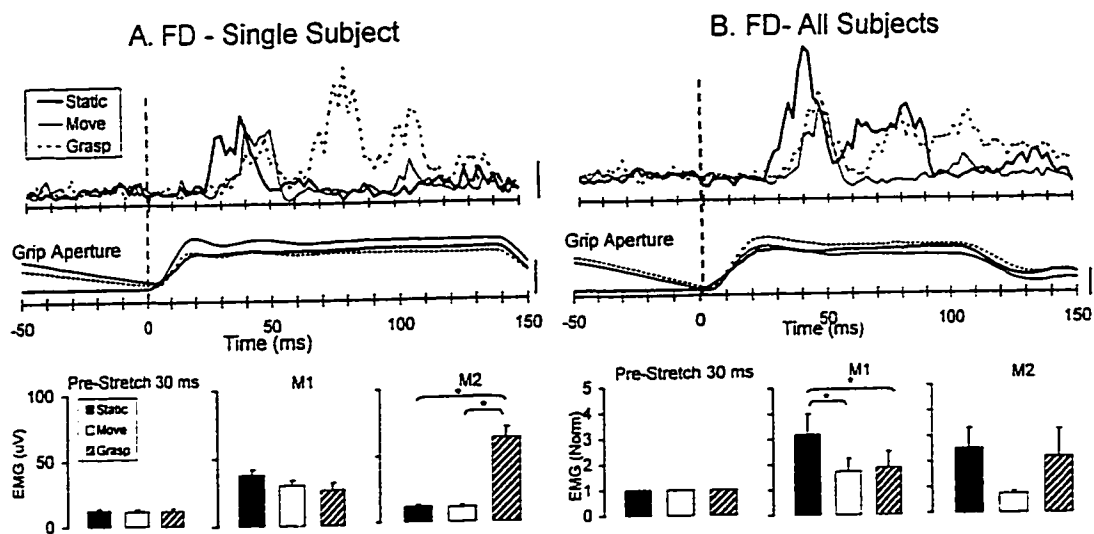 A. FD - Single Subject
Static
Move
Grasp
Grip Aperture
-50 0 50 100 150
Time (ms)
Pre-Stretch 30 ms
M1
M2
100
50
0
EMG (uV)
Static
Move
Grasp
*
*
B. FD- All Subjects
Grip Aperture
-50 0 50 100 150
Time (ms)
Pre-Stretch 30 ms
M1
M2
5
4
3
2
1
0
EMG (Norm)
*
*